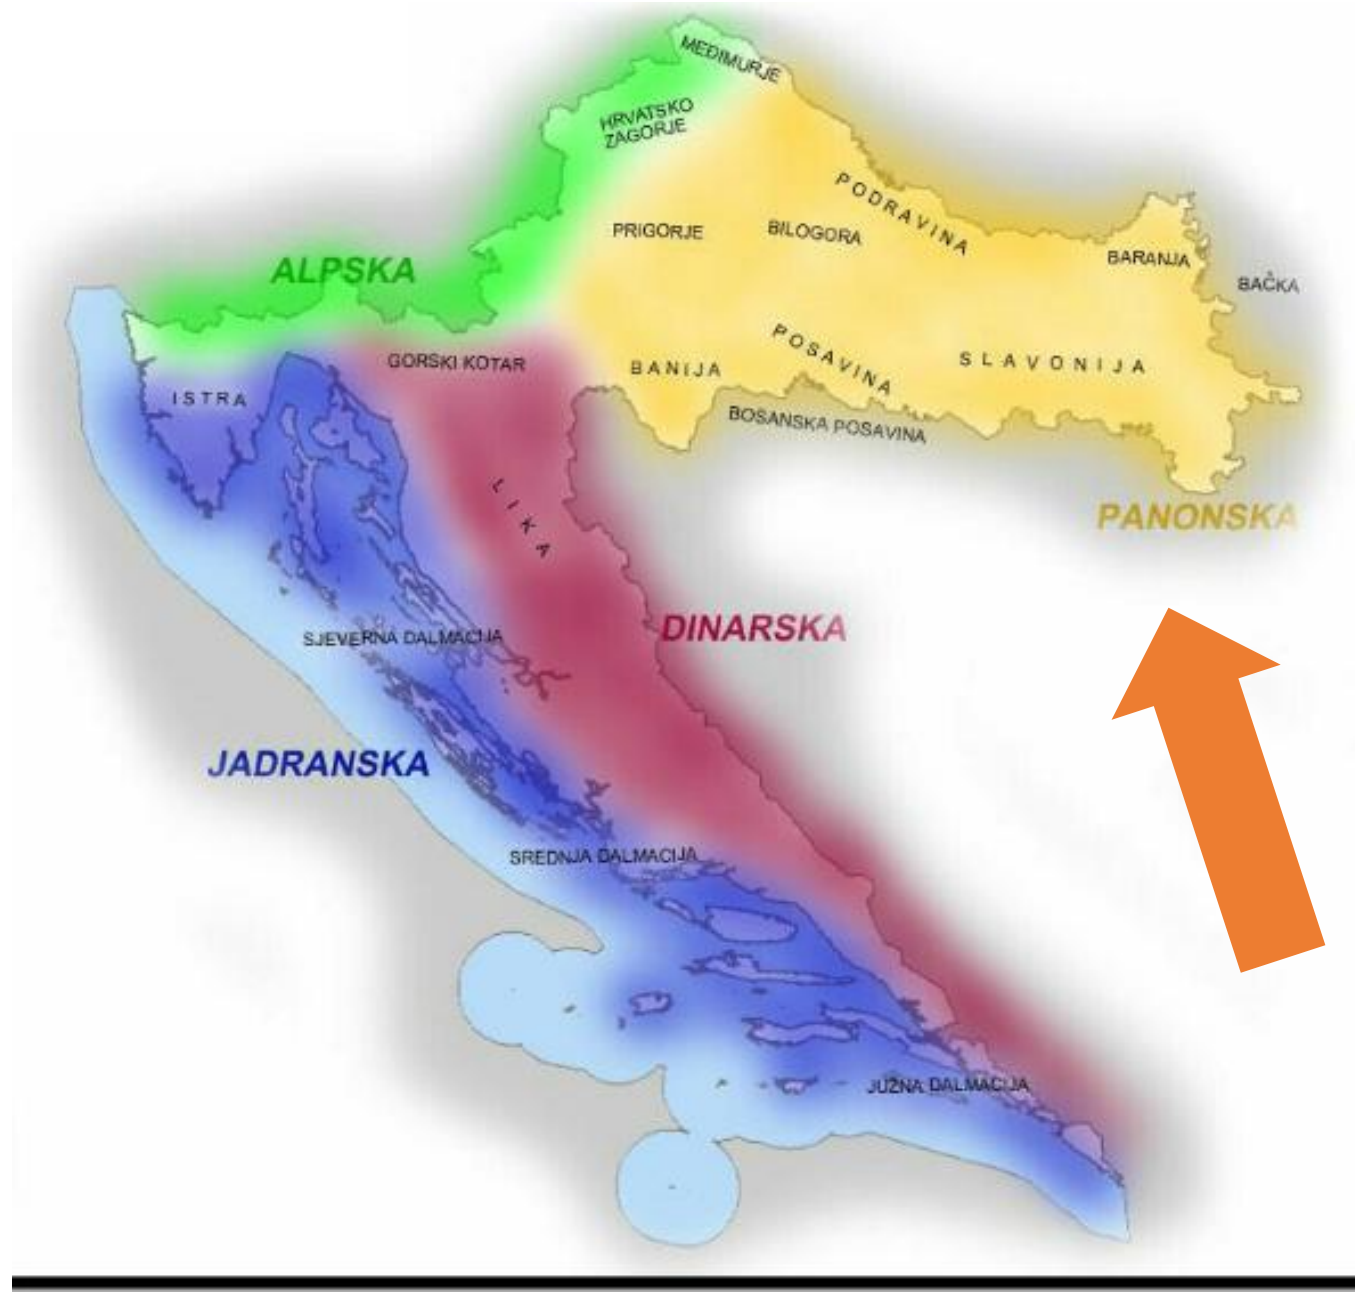 MEĐIMURJE
HRVATSKO
ZAGORJE
PODRAVINA
PRIGORJE
BILOGORA
BARANJA
ALPSKA
BAČKA
GORSKI KOTAR
BANIJA
POSAVINA
SLAVONIJA
ISTRA
BOSANSKA POSAVINA
LIKA
PANONSKA
SJEVERNA DALMACIJA
DINARSKA
JADRANSKA
SREDNJA DALMACIJA
JUŽNA DALMACIJA